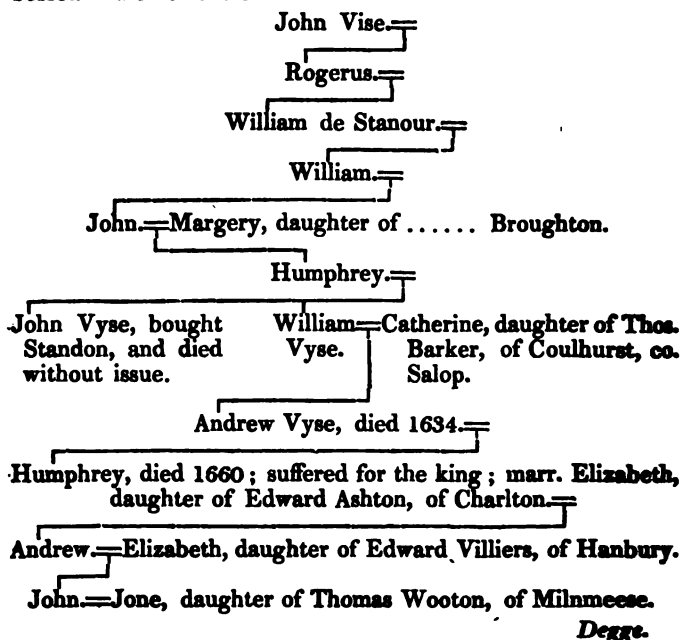 John Vise.
Rogerus.
William de Stanour.
William.
John.=Margery, daughter of ...... Broughton.
Humphrey.
John Vyse, bought
Standon, and died
without issue.
William
Vyse.
=Catherine, daughter of Thos.
Barker, of Coulhurst, co.
Salop.
Andrew Vyse, died 1634.
Humphrey, died 1660; suffered for the king; marr. Elizabeth,
daughter of Edward Ashton, of Charlton.
Andrew.=Elizabeth, daughter of Edward Villiers, of Hanbury.
John.=Jone, daughter of Thomas Wooton, of Milnmeese.
Degge.